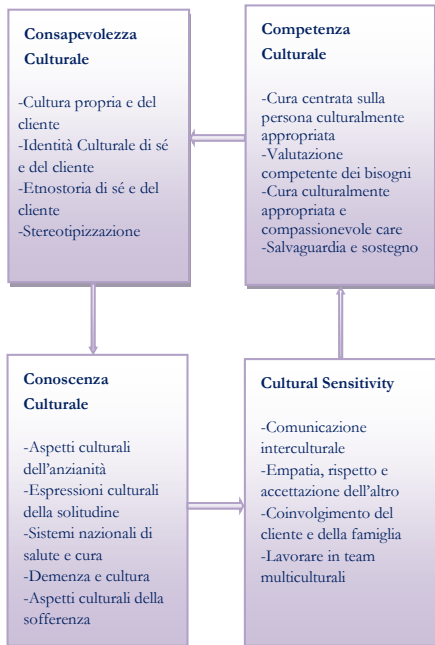 Consapevolezza
Culturale
-Cultura propria e del
cliente
-Identità Culturale di sé
e del cliente
-Etnostoria di sé e del
cliente
-Stereotipizzazione
Competenza
Culturale
-Cura centrata sulla
persona culturalmente
appropriata
-Valutazione
competente dei bisogni
-Cura culturalmente
appropriata e
compassionevole care
-Salvaguardia e sostegno
Conoscenza
Culturale
-Aspetti culturali
dell'anzianità
-Espressioni culturali
della solitudine
-Sistemi nazionali di
salute e cura
-Demenza e cultura
-Aspetti culturali della
sofferenza
Cultural Sensitivity
-Comunicazione
interculturale
-Empatia, rispetto e
accettazione dell'altro
-Coinvolgimento del
cliente e della famiglia
-Lavorare in team
multiculturali